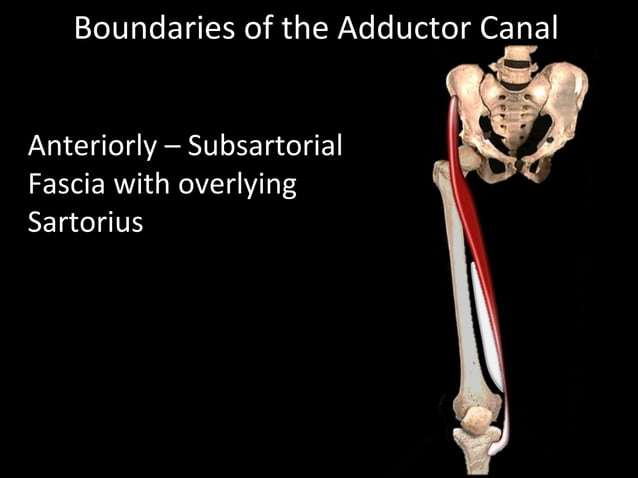 Boundaries of the Adductor Canal
Anteriorly – Subsartorial
Fascia with overlying
Sartorius